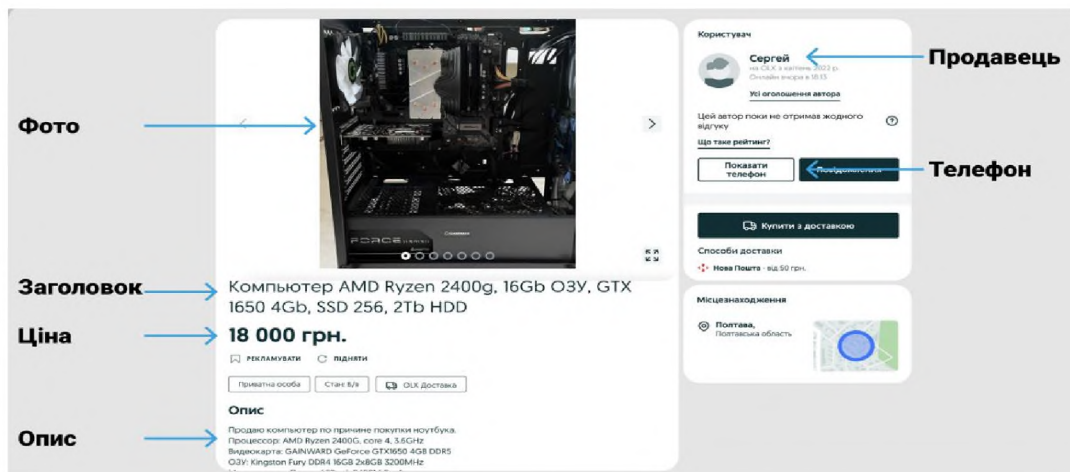 Фото
Заголовок
Ціна
Опис
FORCE
Компьютер AMD Ryzen 2400g, 16Gb ОЗУ, GTX
1650 4Gb, SSD 256, 2Tb HDD
18 000 грн.
РЕКЛАМУВАТИ
ПІДНЯТИ
Приватна особа
Стан: Б/в
OLX Доставка
Опис
Продаю компьютер по причине покупки ноутбука.
Процессор: AMD Ryzen 2400G, core 4, 3.6GHz
Видеокарта: GAINWARD GeForce GTX1650 4GB DDR5
ОЗУ: Kingston Fury DDR4 16GB 2x8GB 3200MHz
Користувач
Сергей
на OLX з квітень 2022 р.
Онлайн вчора в 18:13
Усі оголошення автора
Цей автор поки не отримав жодного
відгуку
Що таке рейтинг?
Показати
телефон
Повідомлення
Купити з доставкою
Способи доставки
Нова Пошта - від 50 грн.
Місцезнаходження
Полтава,
Полтавська область
Продавець
Телефон